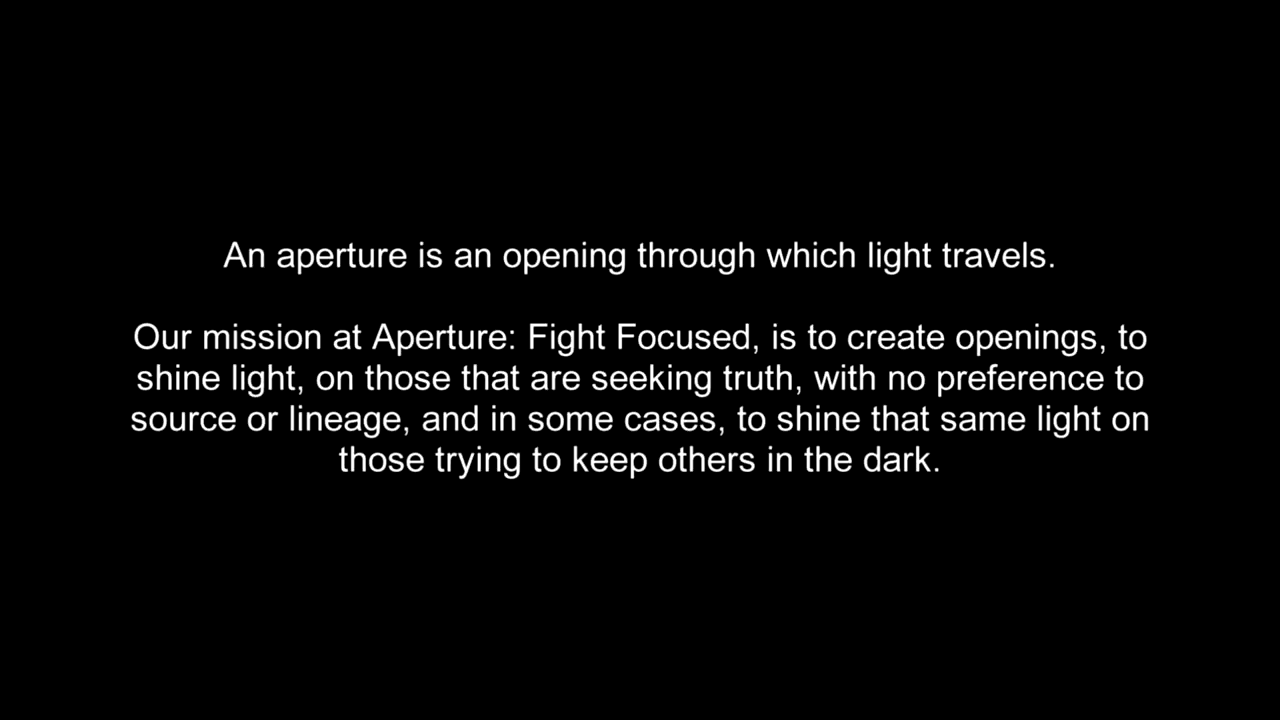 An aperture is an opening through which light travels.
Our mission at Aperture: Fight Focused, is to create openings, to
shine light, on those that are seeking truth, with no preference to
source or lineage, and in some cases, to shine that same light on
those trying to keep others in the dark.